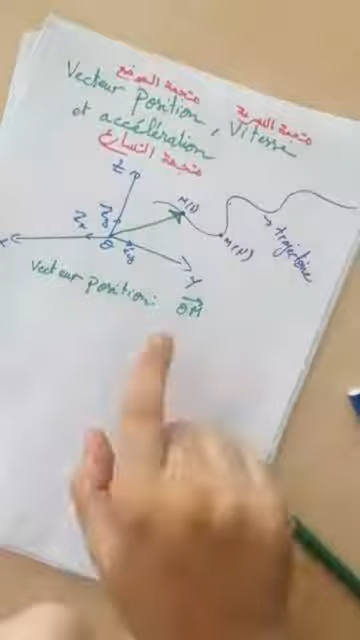 متجهة الموضع
Vecteur Position, Vitesse
متجهة السرعة
et accélération
متجهة التسارع
Z
M(t)
M(t')
trajectoire
O
Y
X
Vecteur position: OM